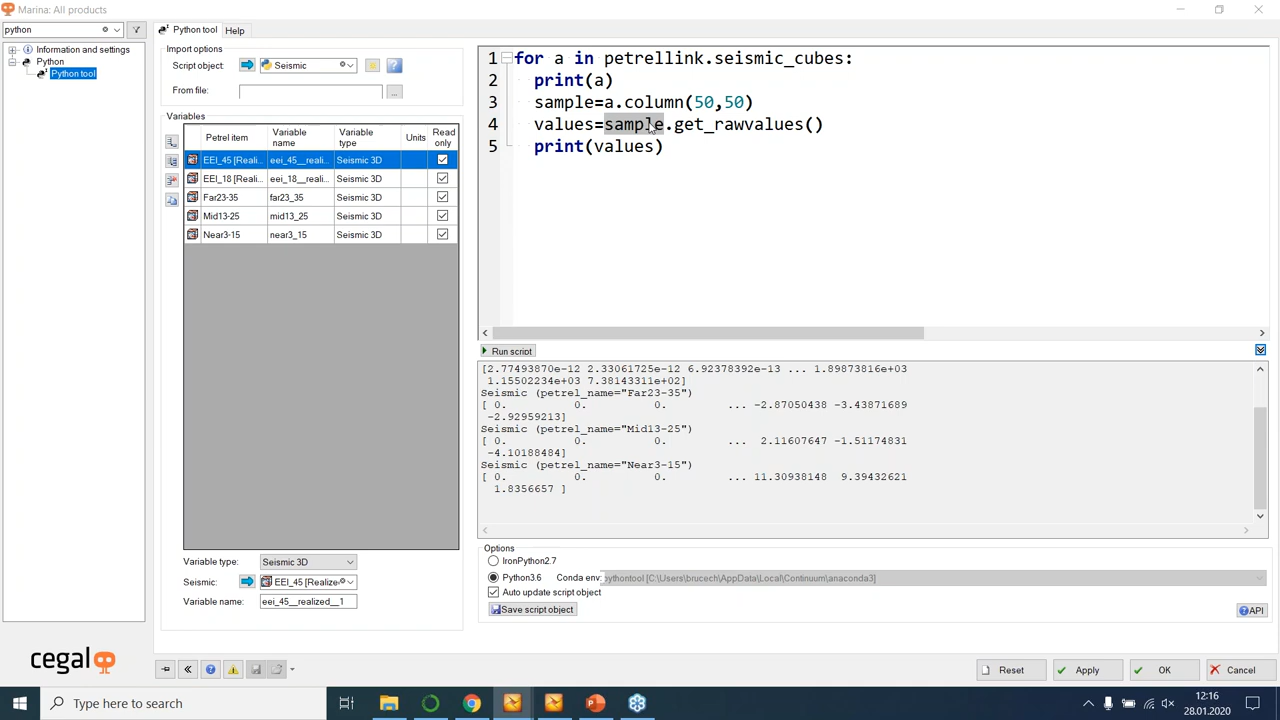 Marina: All products
python
Information and settings
Python
Python tool
Python tool
Help
Import options
Script object:
Seismic
From file:
...
Variables
Petrel item
Variable name
Variable type
Units
Read only
EEI_45 [Reali...
eei_45__reali...
Seismic 3D
EEI_18 [Reali...
eei_18__reali...
Seismic 3D
Far23-35
far23_35
Seismic 3D
Mid13-25
mid13_25
Seismic 3D
Near3-15
near3_15
Seismic 3D
Variable type:
Seismic 3D
Seismic:
EEI_45 [Realize
Variable name:
eei_45__realized__1
1 for a in petrellink.seismic_cubes:
2 print(a)
3 sample=a.column(50,50)
4 values=sample.get_rawvalues()
5 print(values)
Run script
[2.77493870e-12 2.33061725e-12 6.92378392e-13 ... 1.89873816e+03
1.15502234e+03 7.38143311e+02]
Seismic (petrel_name="Far23-35")
[ 0. 0. 0. ... -2.87050438 -3.43871689
-2.92959213]
Seismic (petrel_name="Mid13-25")
[ 0. 0. 0. ... 2.11607647 -1.51174831
-4.10188484]
Seismic (petrel_name="Near3-15")
[ 0. 0. 0. ... 11.30938148 9.39432621
1.8356657 ]
Options
IronPython2.7
Python3.6
Conda env:
pythontool [C:\Users\brucech\AppData\Local\Continuum\anaconda3]
Auto update script object
Save script object
API
cegal
Reset
Apply
OK
Cancel
Type here to search
12:16
28.01.2020